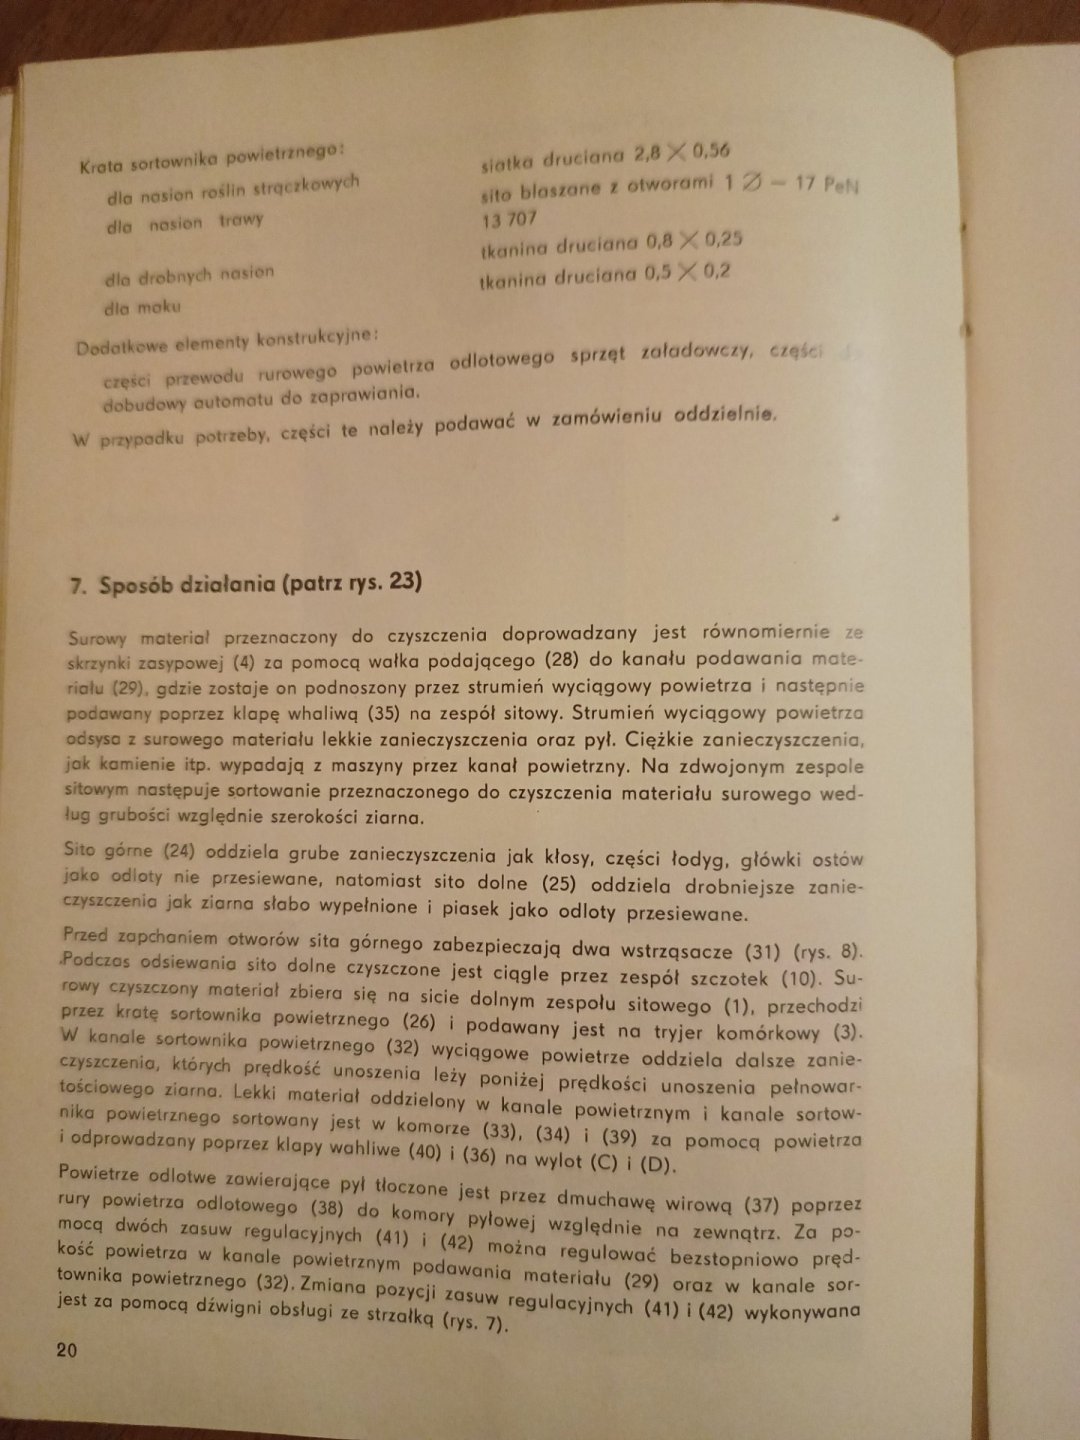 Krata sortownika powietrznego:
dla nasion roślin strączkowych siatka druciana 2,8 X 0,56
dla nasion trawy sito blaszane z otworami 1 ∅ — 17 PeN
13 707
dla drobnych nasion tkanina druciana 0,8 X 0,25
dla maku tkanina druciana 0,5 X 0,2
Dodatkowe elementy konstrukcyjne:
części przewodu rurowego powietrza odlotowego sprzęt załadowczy, części
dobudowy automatu do zaprawiania.
W przypadku potrzeby, części te należy podawać w zamówieniu oddzielnie.
7. Sposób działania (patrz rys. 23)
Surowy materiał przeznaczony do czyszczenia doprowadzany jest równomiernie ze
skrzynki zasypowej (4) za pomocą wałka podającego (28) do kanału podawania mate-
riału (29), gdzie zostaje on podnoszony przez strumień wyciągowy powietrza i następnie
podawany poprzez klapę whaliwą (35) na zespół sitowy. Strumień wyciągowy powietrza
odsysa z surowego materiału lekkie zanieczyszczenia oraz pył. Ciężkie zanieczyszczenia,
jak kamienie itp. wypadają z maszyny przez kanał powietrzny. Na zdwojonym zespole
sitowym następuje sortowanie przeznaczonego do czyszczenia materiału surowego wed-
ług grubości względnie szerokości ziarna.
Sito górne (24) oddziela grube zanieczyszczenia jak kłosy, części łodyg, główki ostów
jako odloty nie przesiewane, natomiast sito dolne (25) oddziela drobniejsze zanie-
czyszczenia jak ziarna słabo wypełnione i piasek jako odloty przesiewane.
Przed zapchaniem otworów sita górnego zabezpieczają dwa wstrząsacze (31) (rys. 8).
Podczas odsiewania sito dolne czyszczone jest ciągle przez zespół szczotek (10). Su-
rowy czyszczony materiał zbiera się na sicie dolnym zespołu sitowego (1), przechodzi
przez kratę sortownika powietrznego (26) i podawany jest na tryjer komórkowy (3).
W kanale sortownika powietrznego (32) wyciągowe powietrze oddziela dalsze zanie-
czyszczenia, których prędkość unoszenia leży poniżej prędkości unoszenia pełnowar-
tościowego ziarna. Lekki materiał oddzielony w kanale powietrznym i kanale sortow-
nika powietrznego sortowany jest w komorze (33), (34) i (39) za pomocą powietrza
i odprowadzany poprzez klapy wahliwe (40) i (36) na wylot (C) i (D).
Powietrze odlotwe zawierające pył tłoczone jest przez dmuchawę wirową (37) poprzez
rury powietrza odlotowego (38) do komory pyłowej względnie na zewnątrz. Za po-
mocą dwóch zasuw regulacyjnych (41) i (42) można regulować bezstopniowo pręd-
kość powietrza w kanale powietrznym podawania materiału (29) oraz w kanale sor-
townika powietrznego (32). Zmiana pozycji zasuw regulacyjnych (41) i (42) wykonywana
jest za pomocą dźwigni obsługi ze strzałką (rys. 7).
20